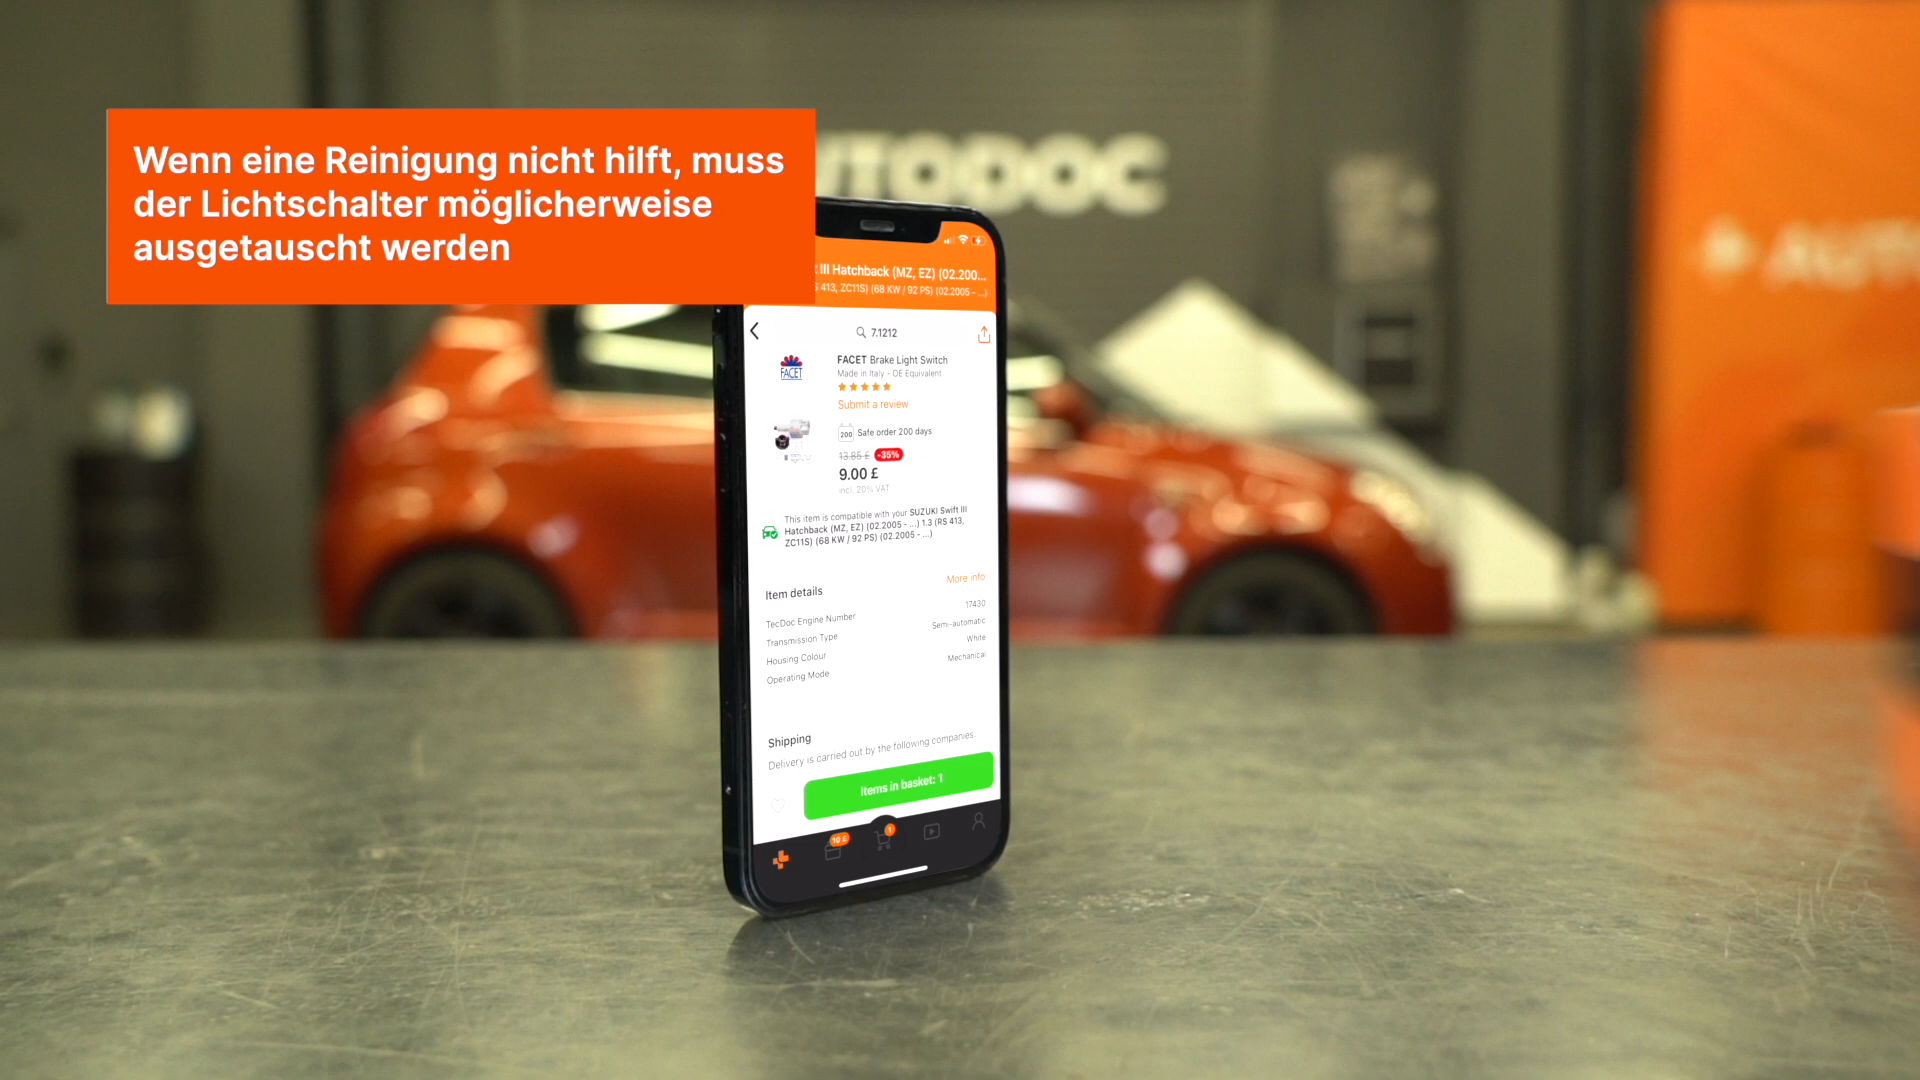 Wenn eine Reinigung nicht hilft, muss
der Lichtschalter möglicherweise
ausgetauscht werden
III Hatchback (MZ, EZ) (02.200...
413, ZC11S) (68 KW / 92 PS) (02.2005 - ...)
7.1212
FACET
FACET Brake Light Switch
Made in Italy - OE Equivalent
Submit a review
200 Safe order 200 days
13.85 £ -35%
9.00 £
incl. 20% VAT
This item is compatible with your SUZUKI Swift III
Hatchback (MZ, EZ) (02.2005 - ...) 1.3 (RS 413,
ZC11S) (68 KW / 92 PS) (02.2005 - ...)
More info
Item details
TecDoc Engine Number 17430
Transmission Type Semi-automatic
Housing Colour White
Operating Mode Mechanical
Shipping
Delivery is carried out by the following companies:
Items in basket: 1
10 £
1